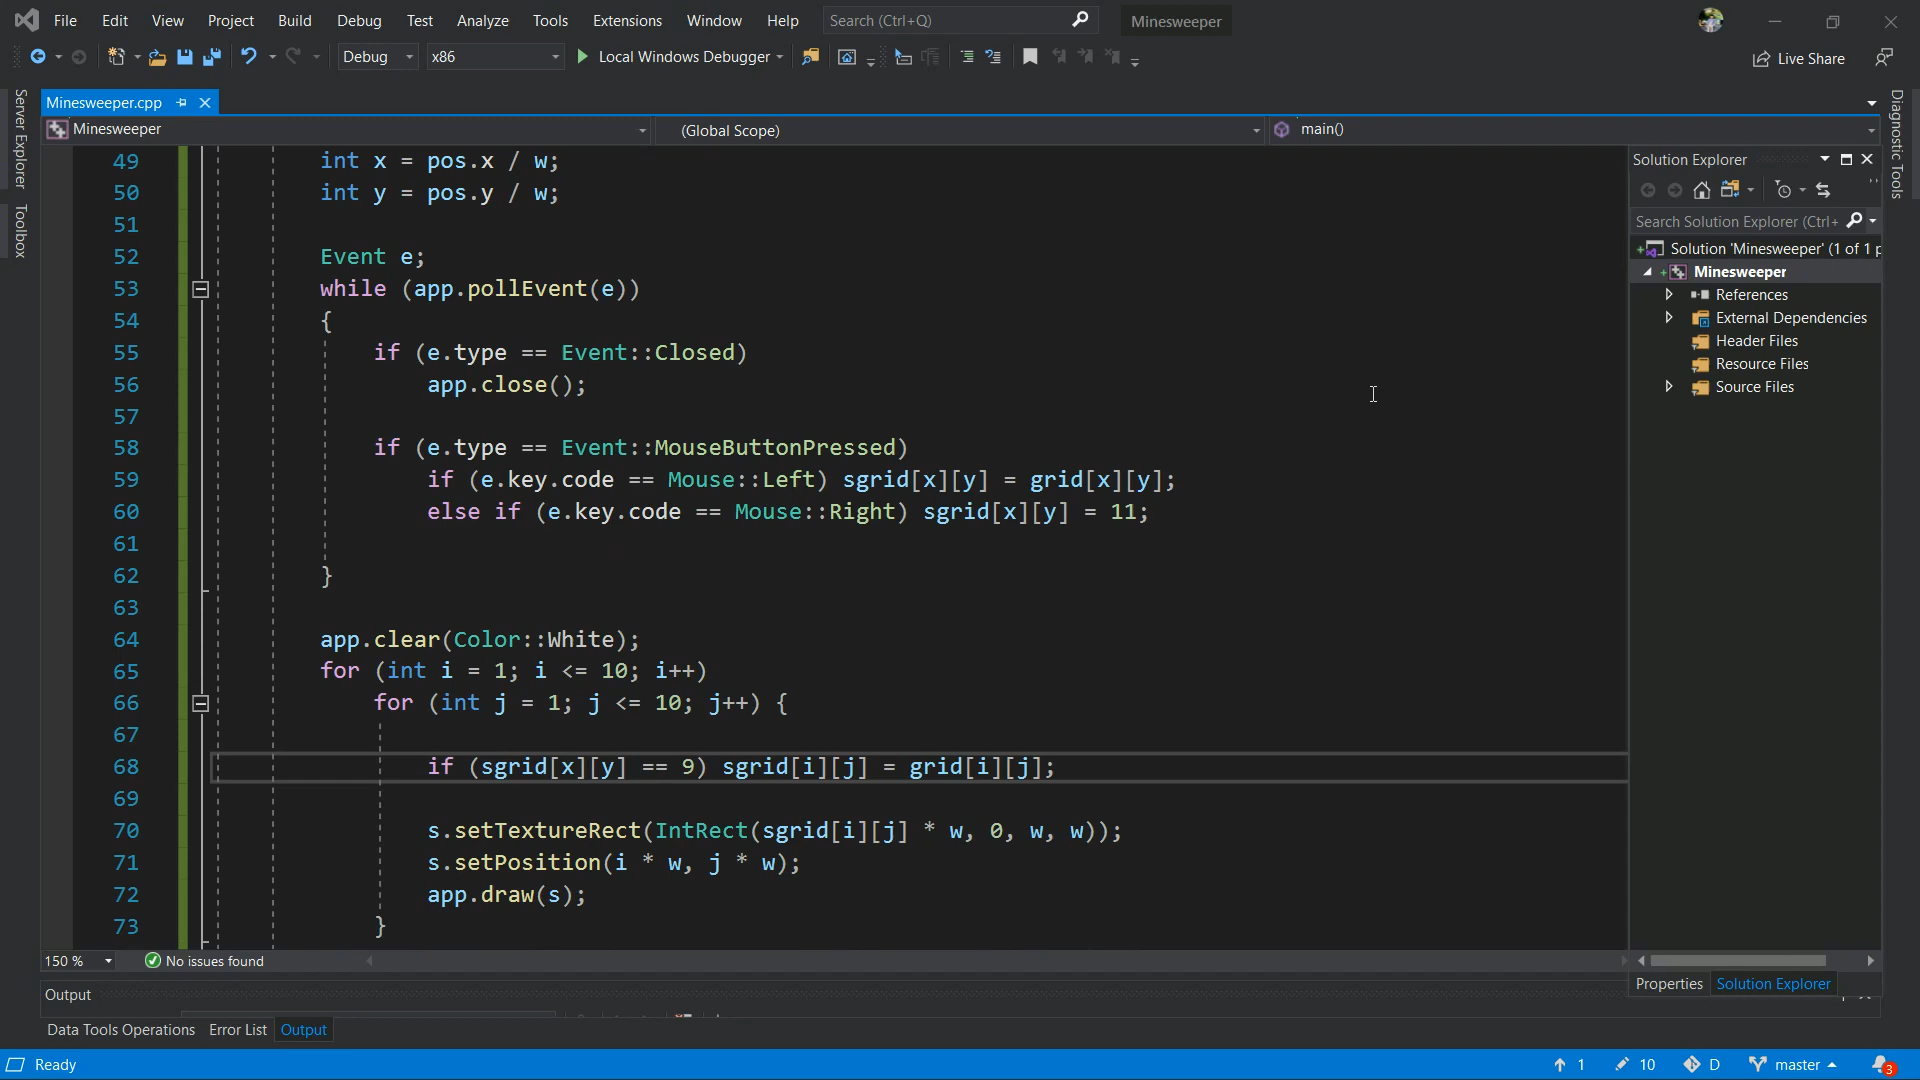 File Edit View Project Build Debug Test Analyze Tools Extensions Window Help Search (Ctrl+Q) Minesweeper
Debug x86 Local Windows Debugger Live Share
Server Explorer
Toolbox
Minesweeper.cpp
Minesweeper (Global Scope) main()
49 int x = pos.x / w;
50 int y = pos.y / w;
51
52 Event e;
53 while (app.pollEvent(e))
54 {
55 if (e.type == Event::Closed)
56 app.close();
57
58 if (e.type == Event::MouseButtonPressed)
59 if (e.key.code == Mouse::Left) sgrid[x][y] = grid[x][y];
60 else if (e.key.code == Mouse::Right) sgrid[x][y] = 11;
61
62 }
63
64 app.clear(Color::White);
65 for (int i = 1; i <= 10; i++)
66 for (int j = 1; j <= 10; j++) {
67
68 if (sgrid[x][y] == 9) sgrid[i][j] = grid[i][j];
69
70 s.setTextureRect(IntRect(sgrid[i][j] * w, 0, w, w));
71 s.setPosition(i * w, j * w);
72 app.draw(s);
73 }
150 % No issues found
Solution Explorer
Search Solution Explorer (Ctrl+
Solution 'Minesweeper' (1 of 1 p
Minesweeper
References
External Dependencies
Header Files
Resource Files
Source Files
Properties Solution Explorer
Diagnostic Tools
Output
Data Tools Operations Error List Output
Ready 1 10 D master 3